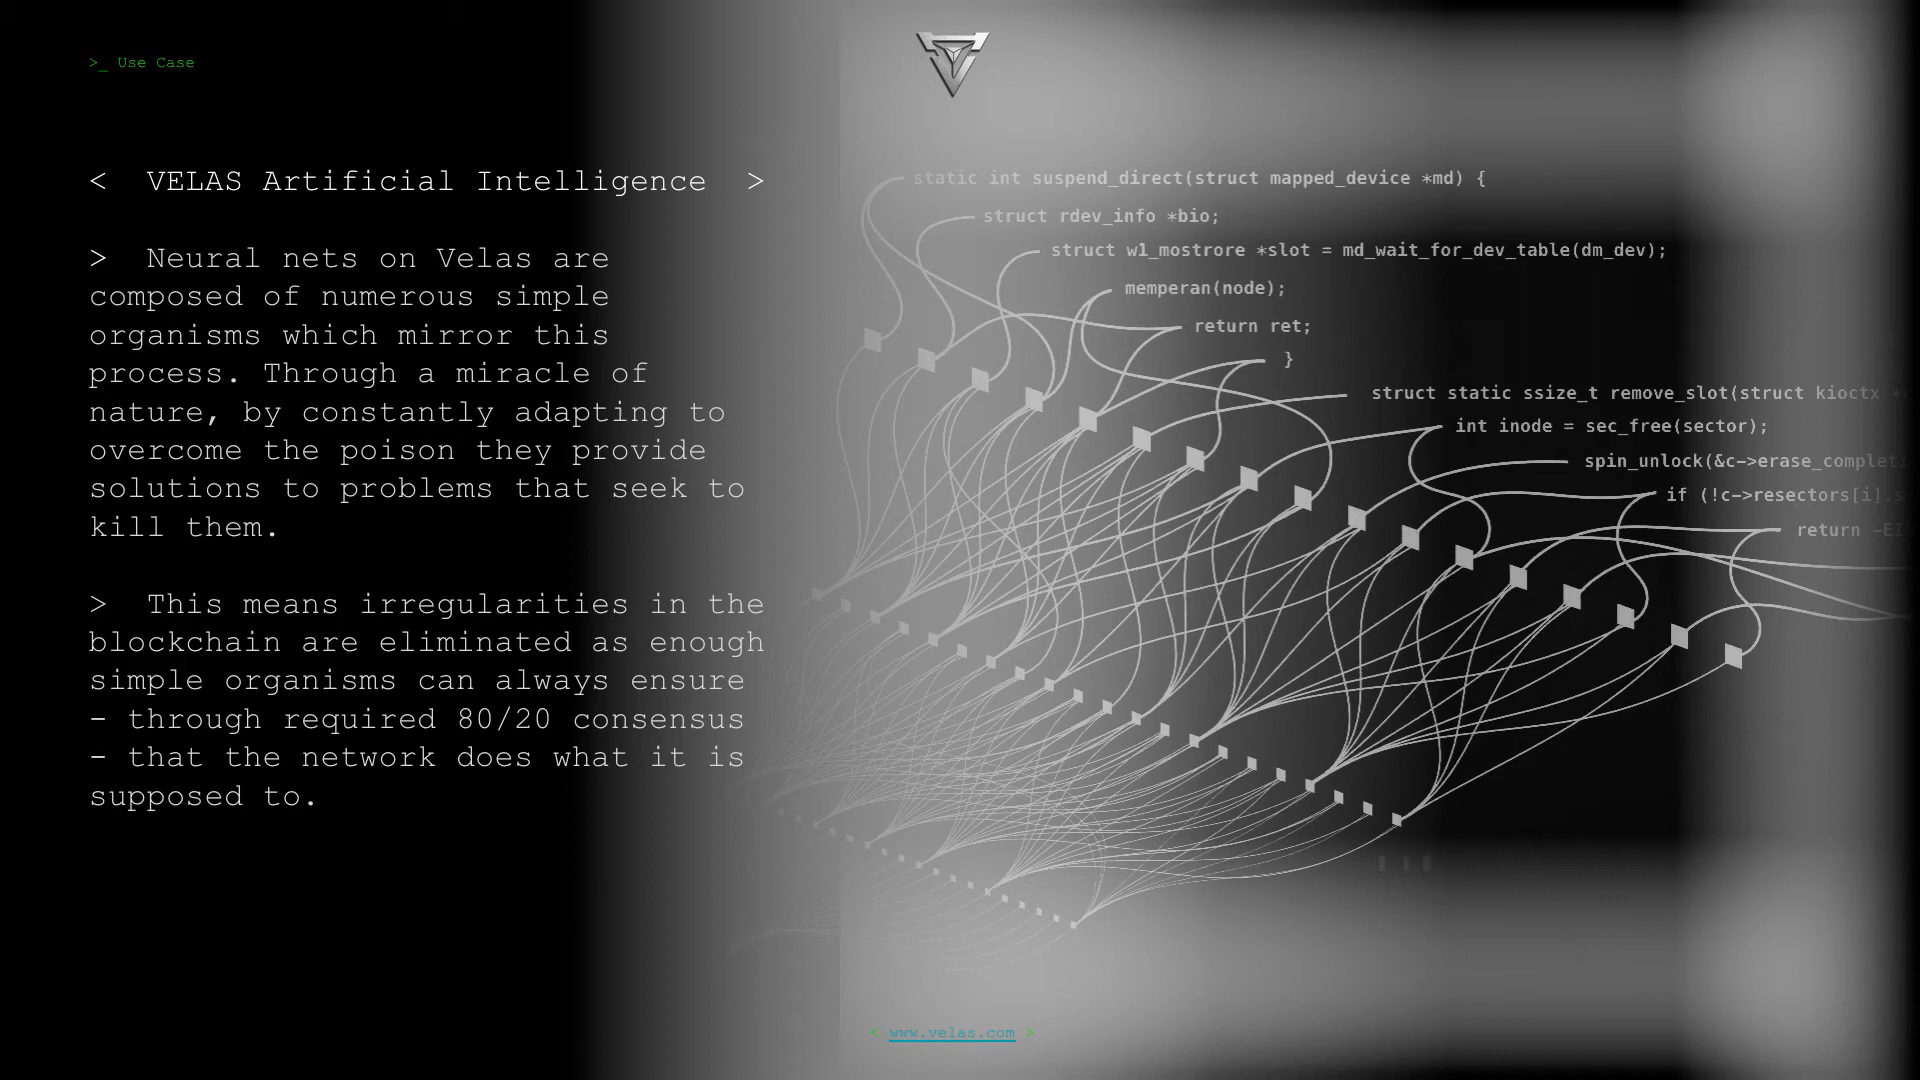 >_ Use Case
< VELAS Artificial Intelligence >
> Neural nets on Velas are
composed of numerous simple
organisms which mirror this
process. Through a miracle of
nature, by constantly adapting to
overcome the poison they provide
solutions to problems that seek to
kill them.
> This means irregularities in the
blockchain are eliminated as enough
simple organisms can always ensure
- through required 80/20 consensus
- that the network does what it is
supposed to.
static int suspend_direct(struct mapped_device *md) {
struct rdev_info *bio;
struct w1_mostrore *slot = md_wait_for_dev_table(dm_dev);
memperan(node);
return ret;
}
struct static ssize_t remove_slot(struct kioctx
int inode = sec_free(sector);
spin_unlock(&c->erase_completi
if (!c->resectors[i].s
return -EI
< www.velas.com >